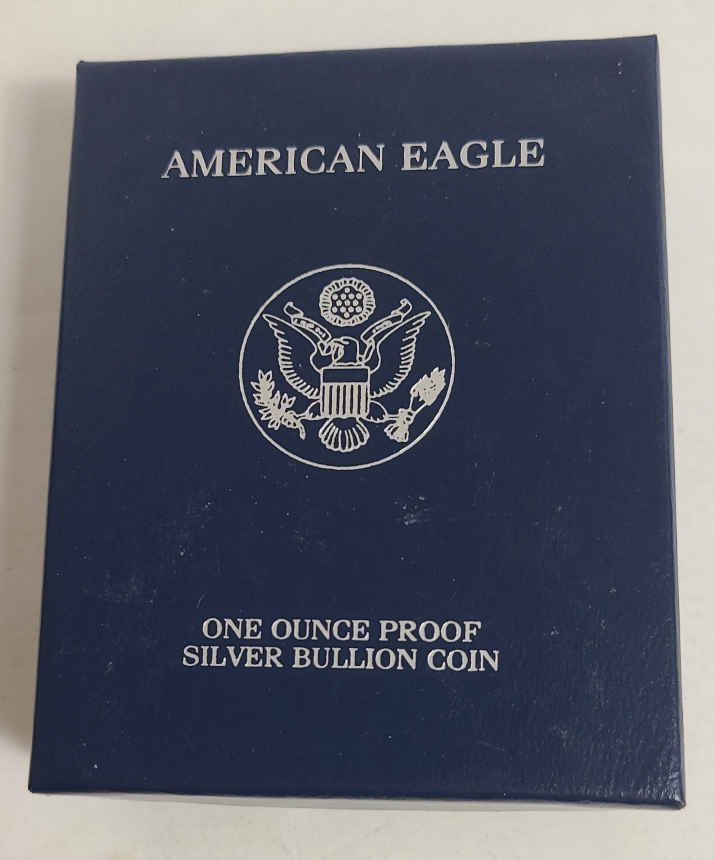 AMERICAN EAGLE
ONE OUNCE PROOF
SILVER BULLION COIN